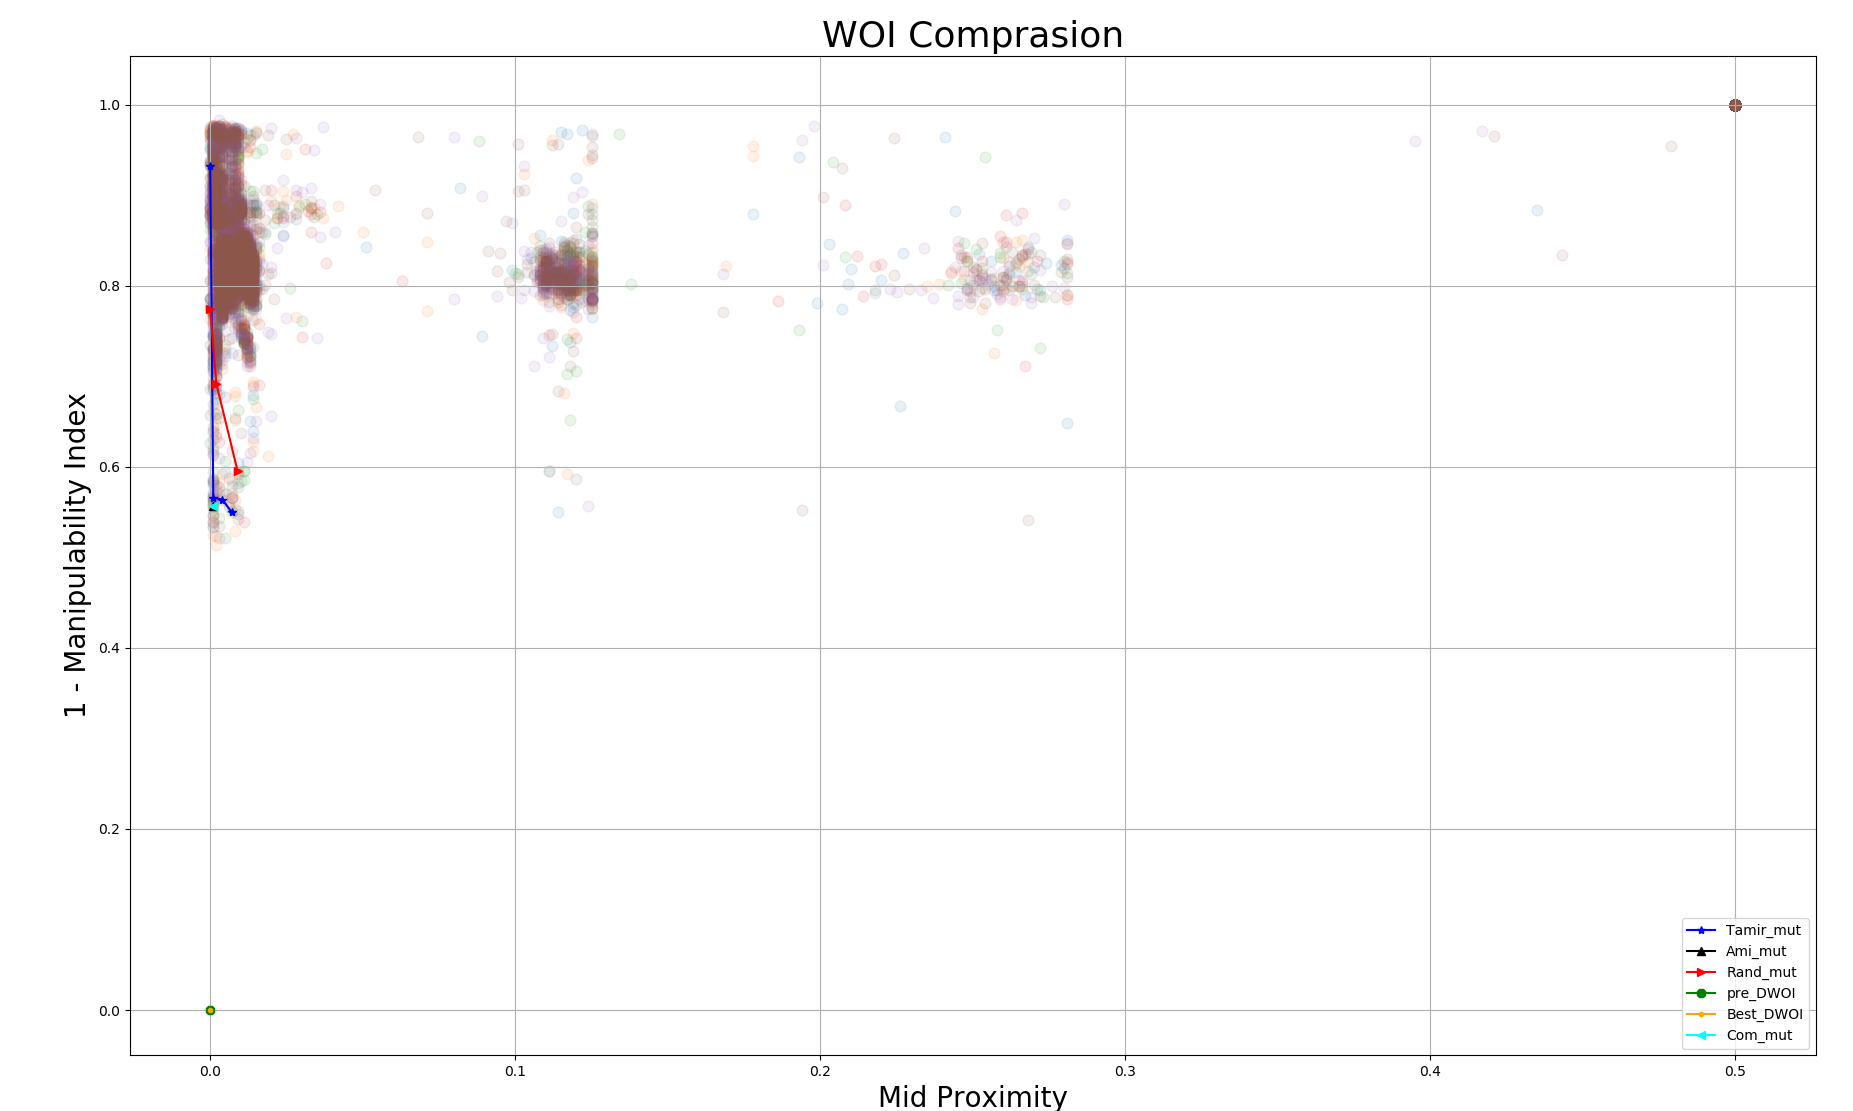 WOI Comprasion
1 - Manipulability Index
1.0
0.8
0.6
0.4
0.2
0.0
0.0 0.1 0.2 0.3 0.4 0.5
Mid Proximity
Tamir_mut
Ami_mut
Rand_mut
pre_DWOI
Best_DWOI
Com_mut